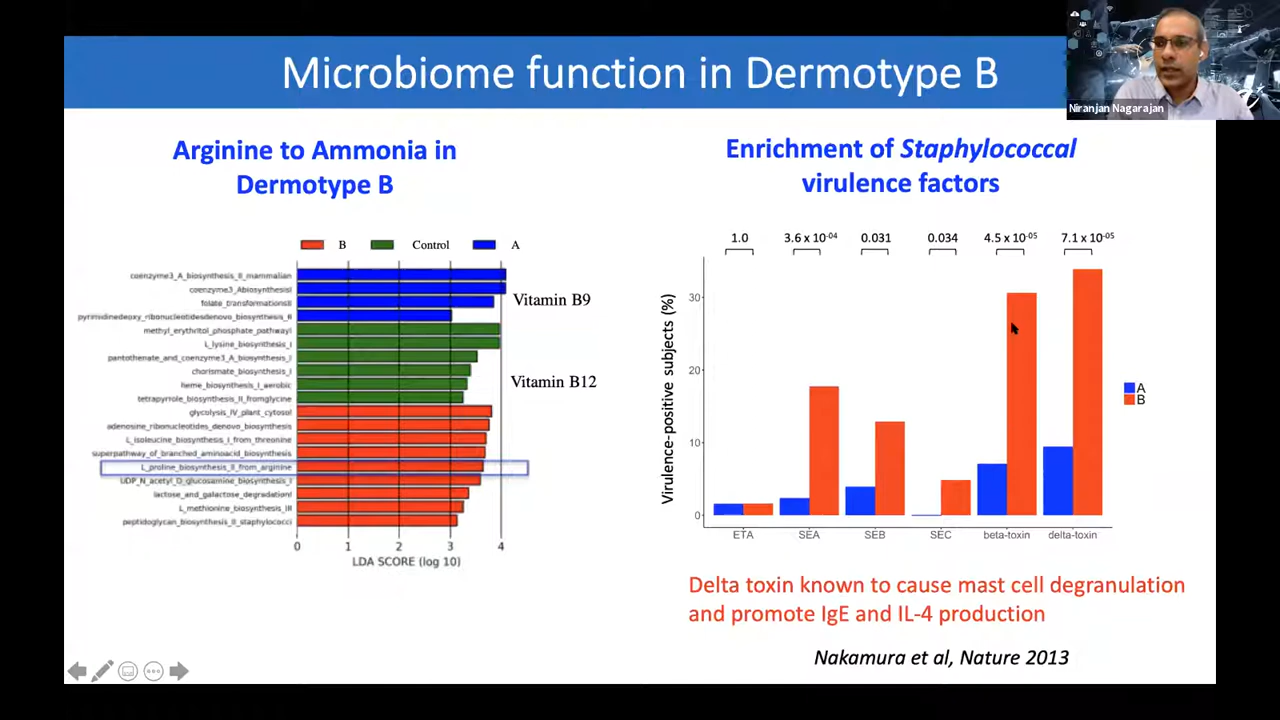 Microbiome function in Dermotype B
Niranjan Nagarajan
Arginine to Ammonia in
Dermotype B
B
Control
A
coenzyme3_A_biosynthesis_II_mammalian
coenzyme3_AbiosynthesisI
folate_transformationsII
pyrimidinedeoxy_ribonucleotidesdenovo_biosynthesis_II
methyl_erythritol_phosphate_pathwayI
L_lysine_biosynthesis_I
pantothenate_and_coenzyme3_A_biosynthesis_I
chorismate_biosynthesis_I
heme_biosynthesis_I_aerobic
tetrapyrrole_biosynthesis_II_fromglycine
glycolysis_IV_plant_cytosol
adenosine_ribonucleotides_denovo_biosynthesis
L_isoleucine_biosynthesis_I_from_threonine
superpathway_of_branched_aminoacid_biosynthesis
L_proline_biosynthesis_II_from_arginine
UDP_N_acetyl_D_glucosamine_biosynthesis_I
lactose_and_galactose_degradationI
L_methionine_biosynthesis_III
peptidoglycan_biosynthesis_II_staphylococci
Vitamin B9
Vitamin B12
0 1 2 3 4
LDA SCORE (log 10)
Enrichment of Staphylococcal
virulence factors
1.0 3.6 x 10-04 0.031 0.034 4.5 x 10-05 7.1 x 10-05
Virulence-positive subjects (%)
30
20
10
0
ETA SEA SEB SEC beta-toxin delta-toxin
A
B
Delta toxin known to cause mast cell degranulation
and promote IgE and IL-4 production
Nakamura et al, Nature 2013